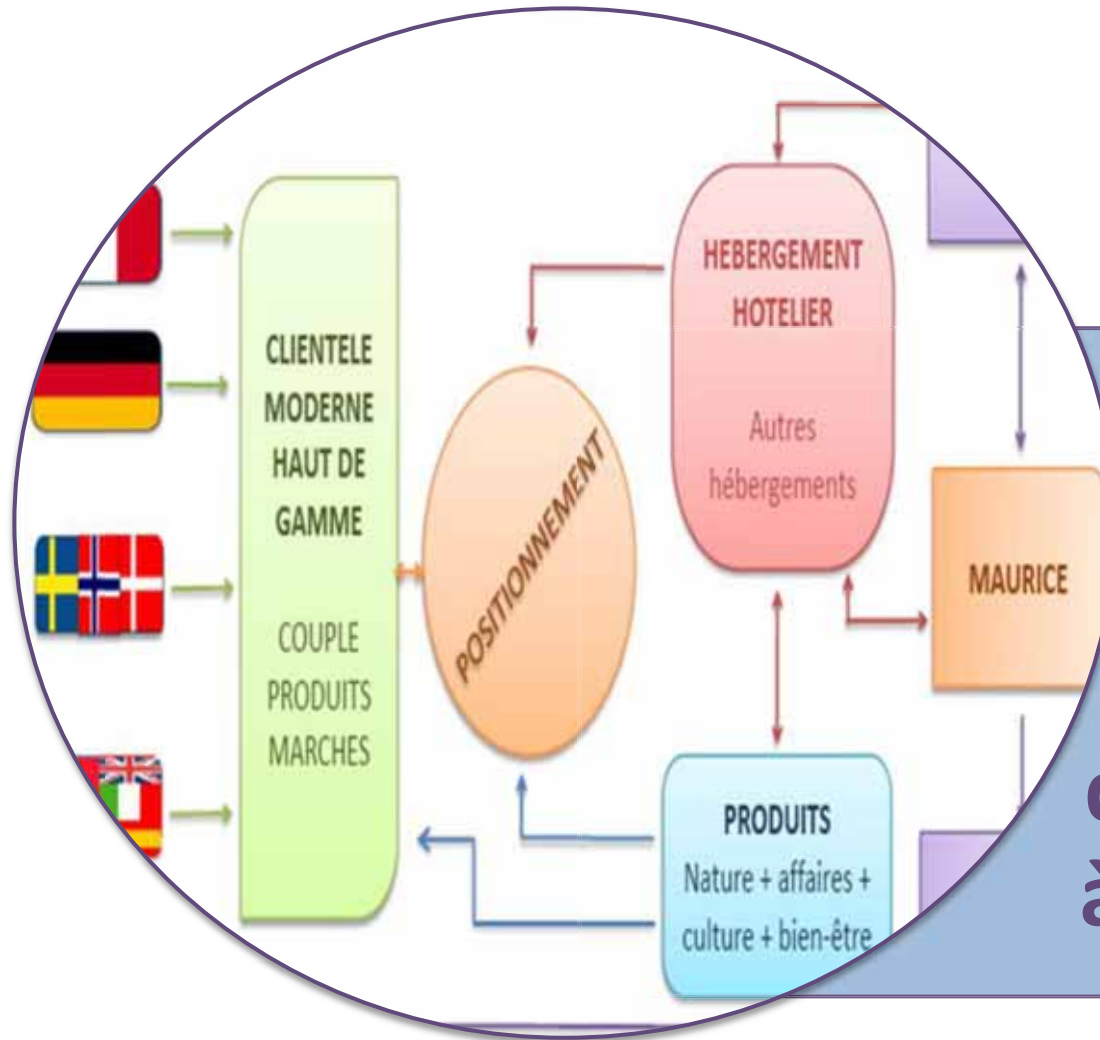 CLIENTELE
MODERNE
HAUT DE
GAMME
COUPLE
PRODUITS
MARCHES
POSITIONNEMENT
HEBERGEMENT
HOTELIER
Autres
hébergements
MAURICE
PRODUITS
Nature + affaires +
culture + bien-être
à